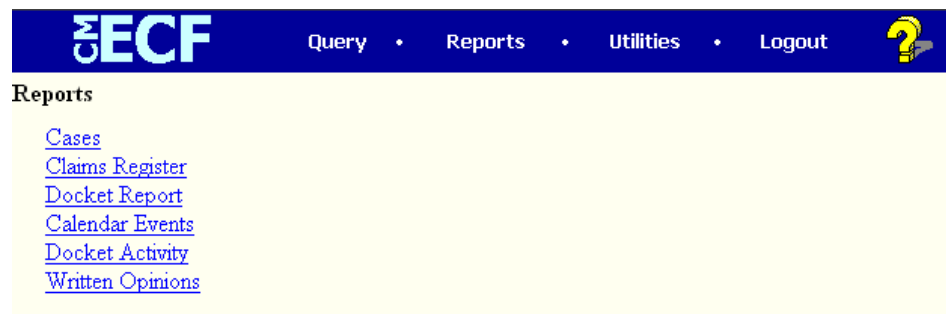 CM ECF Query • Reports • Utilities • Logout ?
Reports
Cases
Claims Register
Docket Report
Calendar Events
Docket Activity
Written Opinions